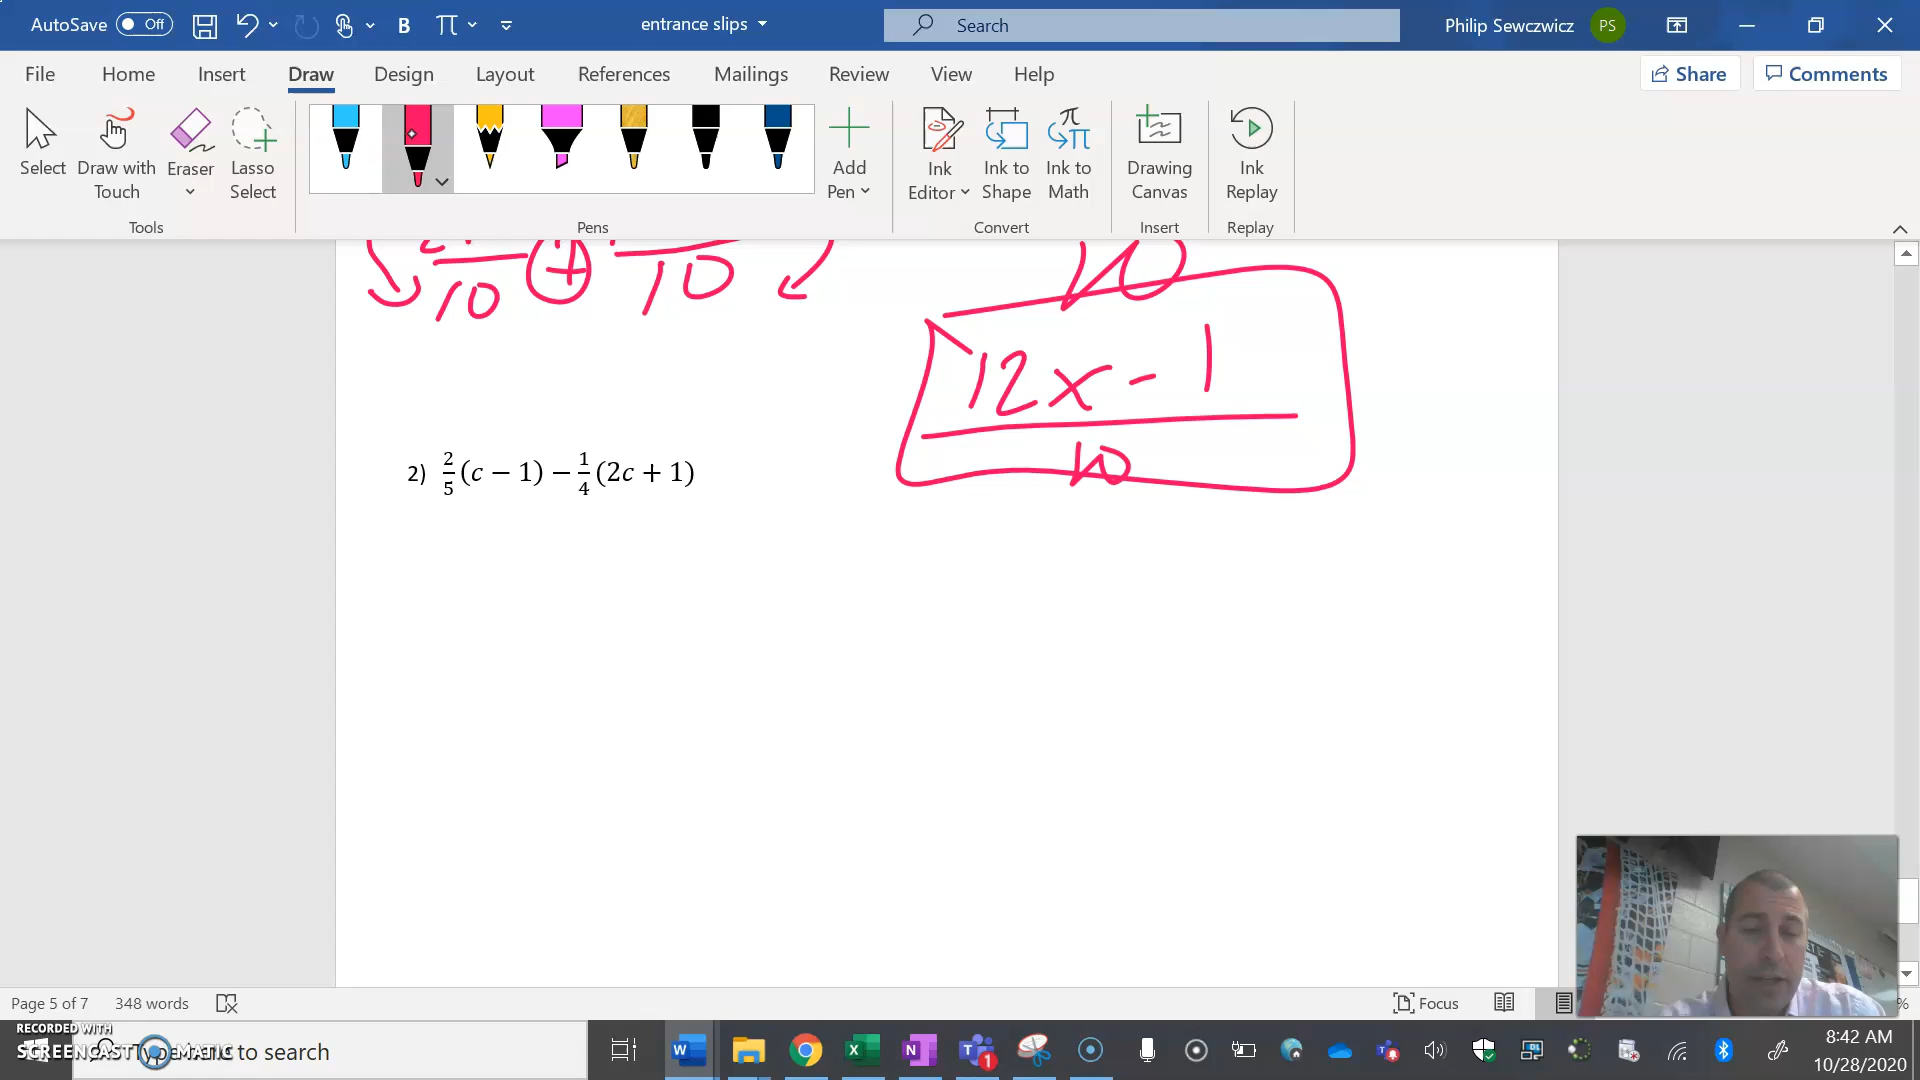 AutoSave Off B π entrance slips Search Philip Sewczwicz PS
File Home Insert Draw Design Layout References Mailings Review View Help Share Comments
Select Draw with Touch Eraser Lasso Select Add Pen Ink Editor Ink to Shape Ink to Math Drawing Canvas Ink Replay
Tools Pens Convert Insert Replay
10 + 10
10
12x - 1
10
2) 2/5 (c − 1) − 1/4 (2c + 1)
Page 5 of 7 348 words Focus %
RECORDED WITH
SCREENCAST MATIC
Type here to search
1
8:42 AM
10/28/2020